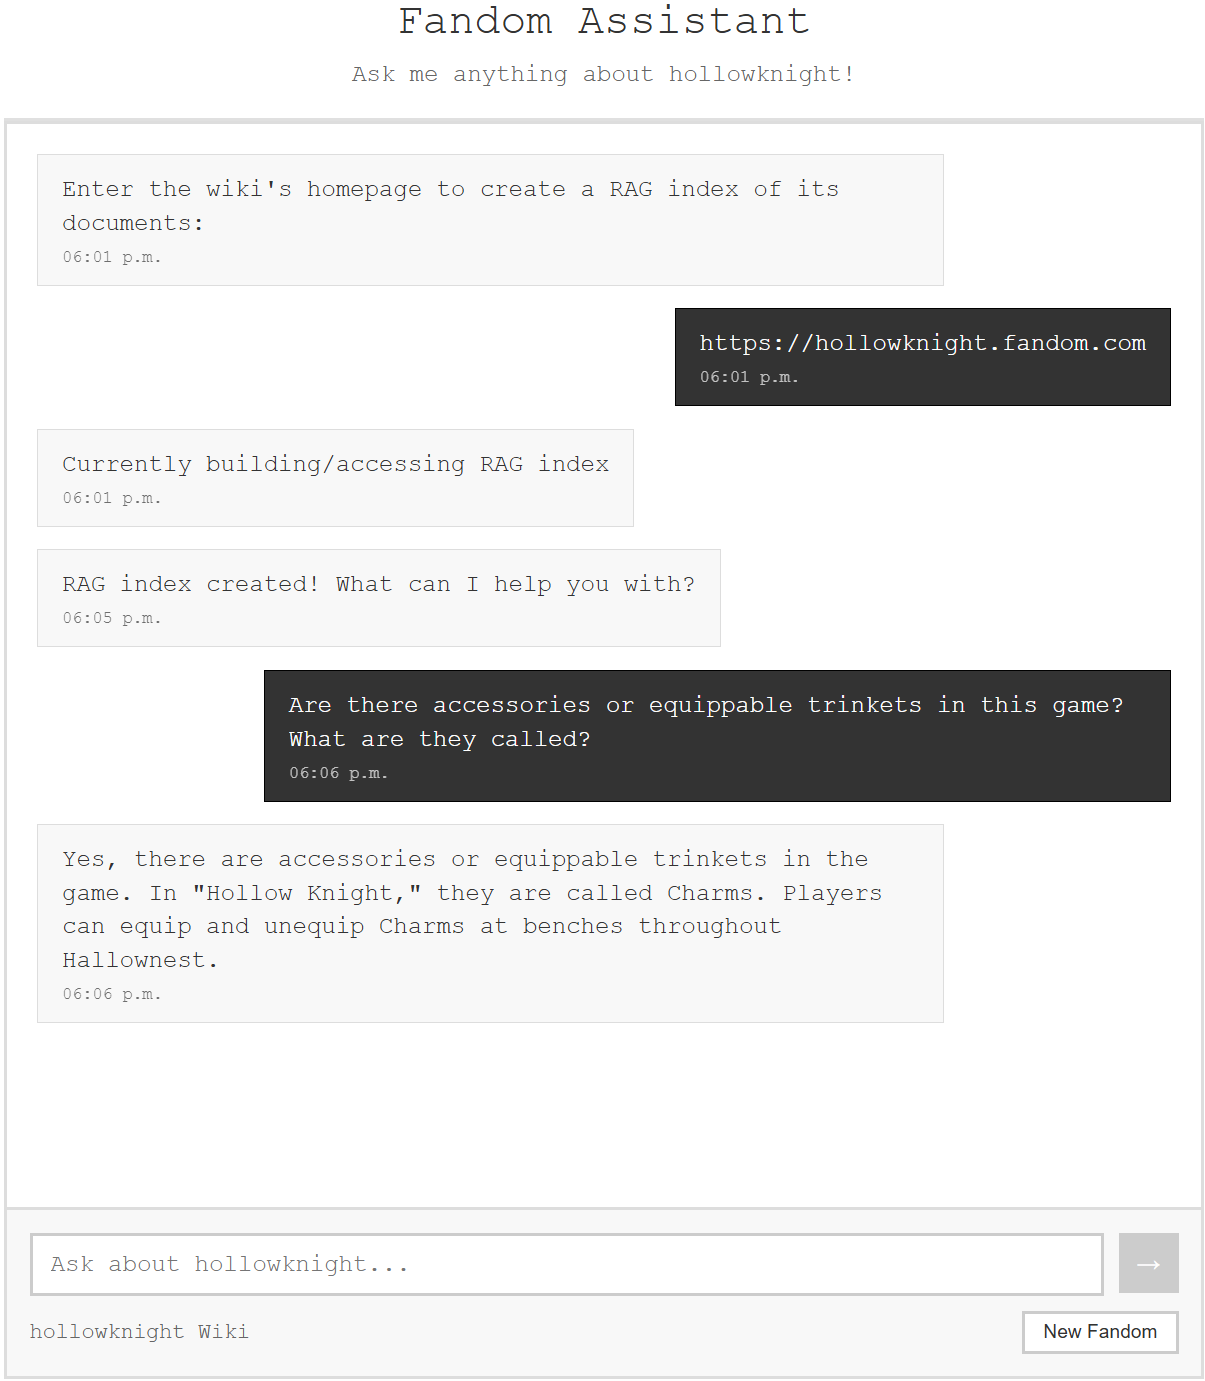 Fandom Assistant
Ask me anything about hollowknight!
Enter the wiki's homepage to create a RAG index of its
documents:
06:01 p.m.
https://hollowknight.fandom.com
06:01 p.m.
Currently building/accessing RAG index
06:01 p.m.
RAG index created! What can I help you with?
06:05 p.m.
Are there accessories or equippable trinkets in this game?
What are they called?
06:06 p.m.
Yes, there are accessories or equippable trinkets in the
game. In "Hollow Knight," they are called Charms. Players
can equip and unequip Charms at benches throughout
Hallownest.
06:06 p.m.
Ask about hollowknight...
→
hollowknight Wiki
New Fandom